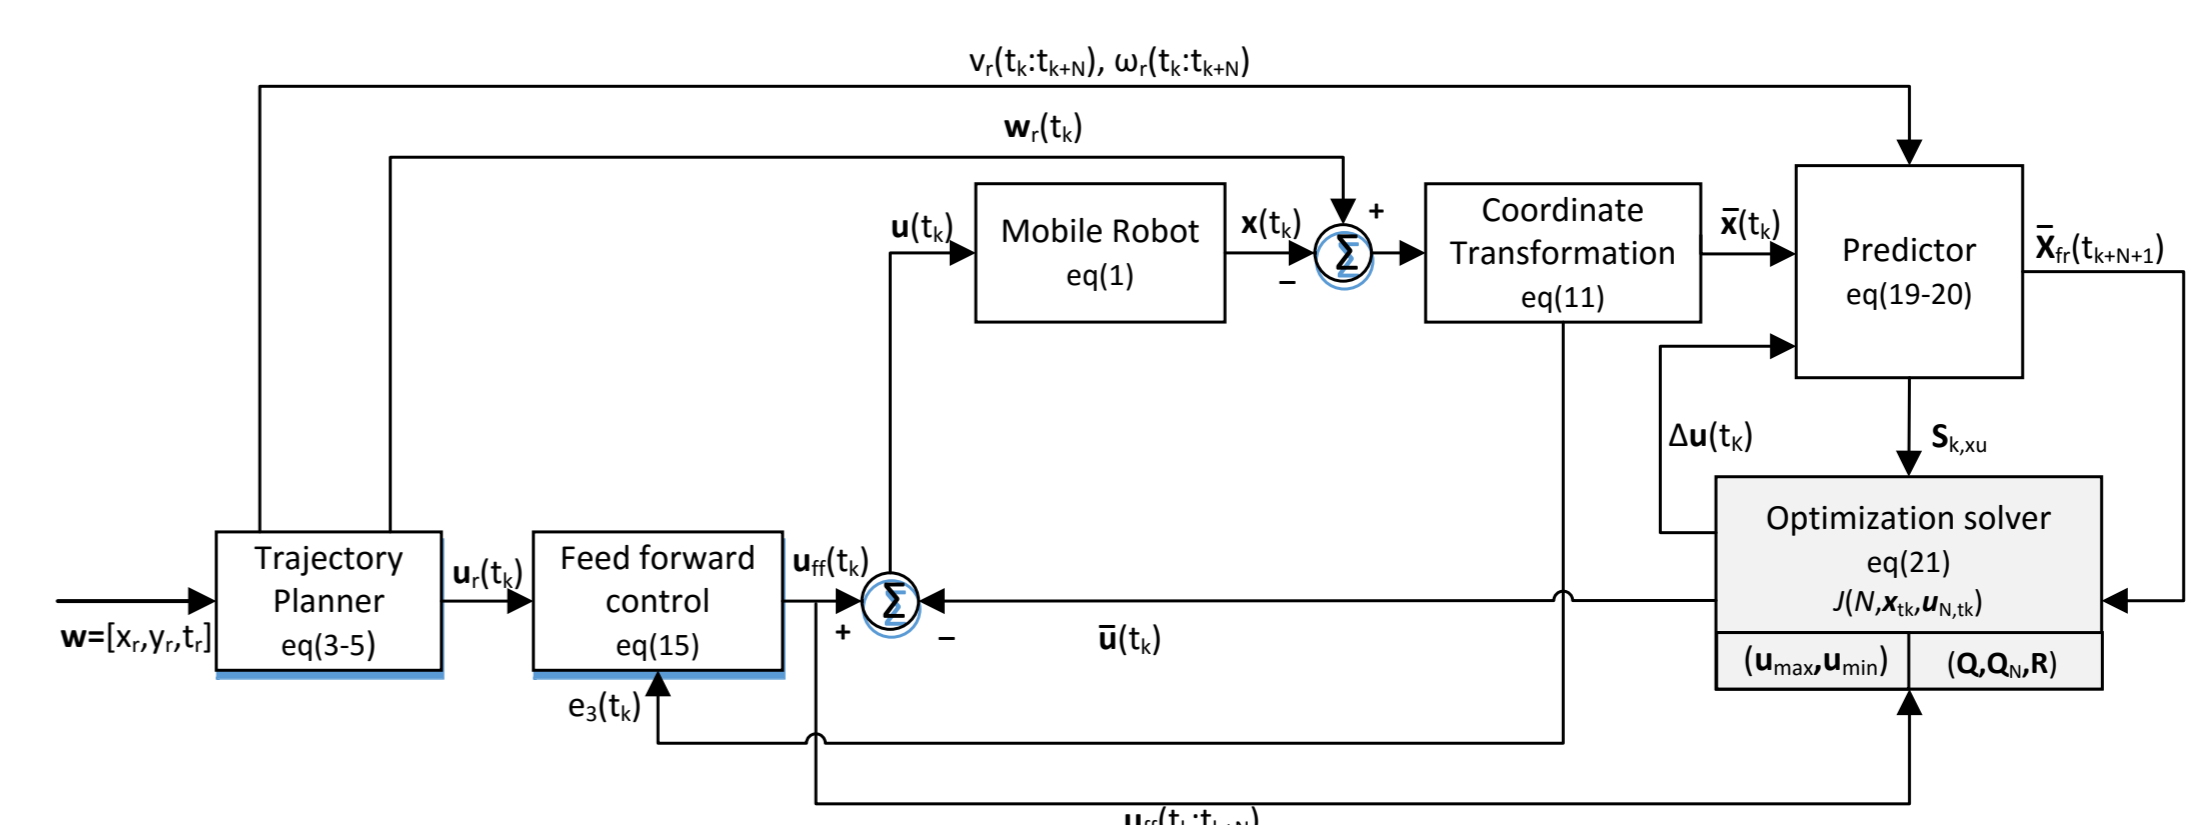 vr(tk:tk+N), ωr(tk:tk+N)
wr(tk)
u(tk)
Mobile Robot
eq(1)
x(tk)
Σ
+
−
Coordinate
Transformation
eq(11)
x̄(tk)
Predictor
eq(19-20)
X̄fr(tk+N+1)
Δu(tK)
Sk,xu
w=[xr,yr,tr]
Trajectory
Planner
eq(3-5)
ur(tk)
Feed forward
control
eq(15)
uff(tk)
Σ
+
−
ū(tk)
Optimization solver
eq(21)
J(N,xtk,uN,tk)
(umax,umin)
(Q,QN,R)
e3(tk)
uff(tk:tk+N)